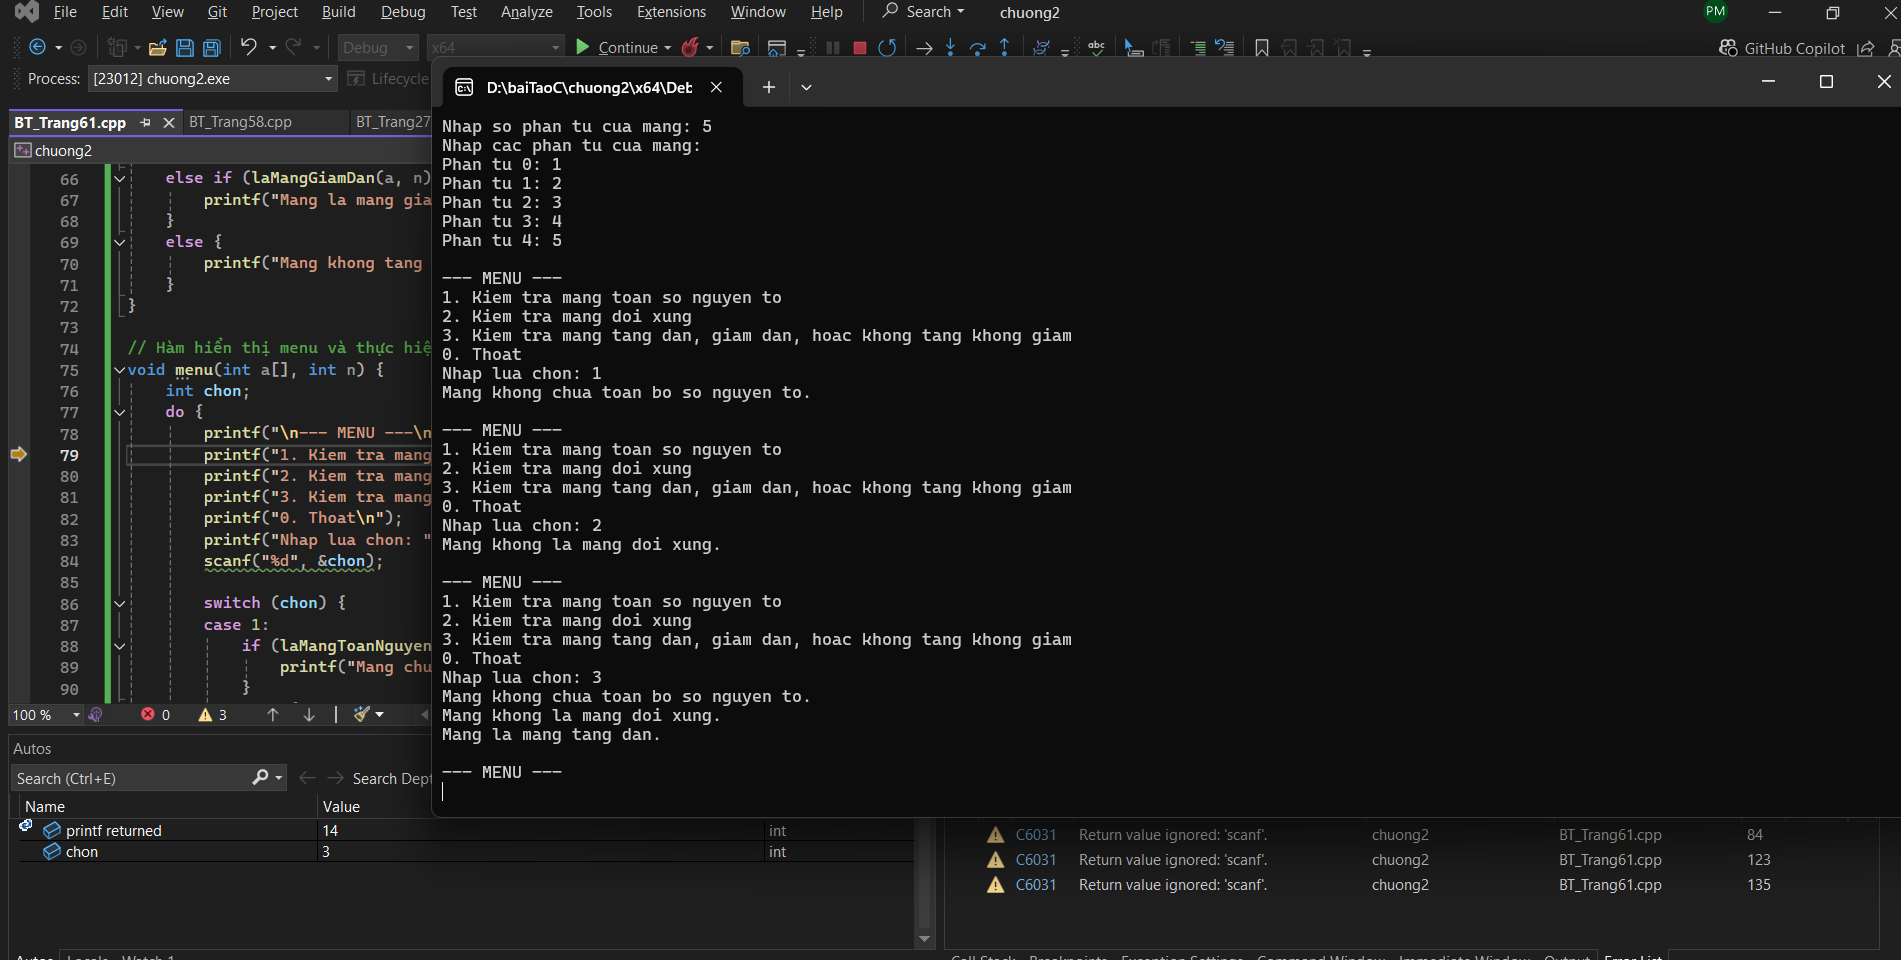 File Edit View Git Project Build Debug Test Analyze Tools Extensions Window Help Search chuong2 PM
Debug x64 Continue GitHub Copilot
Process: [23012] chuong2.exe Lifecycle
BT_Trang61.cpp BT_Trang58.cpp BT_Trang27
chuong2
66 else if (laMangGiamDan(a, n)
67 printf("Mang la mang gia
68 }
69 else {
70 printf("Mang khong tang
71 }
72 }
73
74 // Hàm hiển thị menu và thực hiệ
75 void menu(int a[], int n) {
76 int chon;
77 do {
78 printf("\n--- MENU ---\n
79 printf("1. Kiem tra mang
80 printf("2. Kiem tra mang
81 printf("3. Kiem tra mang
82 printf("0. Thoat\n");
83 printf("Nhap lua chon: "
84 scanf("%d", &chon);
85
86 switch (chon) {
87 case 1:
88 if (laMangToanNguyen
89 printf("Mang chu
90 }
100 % 0 3
D:\baiTaoC\chuong2\x64\Deb
Nhap so phan tu cua mang: 5
Nhap cac phan tu cua mang:
Phan tu 0: 1
Phan tu 1: 2
Phan tu 2: 3
Phan tu 3: 4
Phan tu 4: 5
--- MENU ---
1. Kiem tra mang toan so nguyen to
2. Kiem tra mang doi xung
3. Kiem tra mang tang dan, giam dan, hoac khong tang khong giam
0. Thoat
Nhap lua chon: 1
Mang khong chua toan bo so nguyen to.
--- MENU ---
1. Kiem tra mang toan so nguyen to
2. Kiem tra mang doi xung
3. Kiem tra mang tang dan, giam dan, hoac khong tang khong giam
0. Thoat
Nhap lua chon: 2
Mang khong la mang doi xung.
--- MENU ---
1. Kiem tra mang toan so nguyen to
2. Kiem tra mang doi xung
3. Kiem tra mang tang dan, giam dan, hoac khong tang khong giam
0. Thoat
Nhap lua chon: 3
Mang khong chua toan bo so nguyen to.
Mang khong la mang doi xung.
Mang la mang tang dan.
--- MENU ---
Autos
Search (Ctrl+E) Search Dept
Name Value
printf returned 14 int
chon 3 int
C6031 Return value ignored: 'scanf'. chuong2 BT_Trang61.cpp 84
C6031 Return value ignored: 'scanf'. chuong2 BT_Trang61.cpp 123
C6031 Return value ignored: 'scanf'. chuong2 BT_Trang61.cpp 135
Autos Locals Watch 1 Call Stack Breakpoints Exception Settings Command Window Immediate Window Output Error List